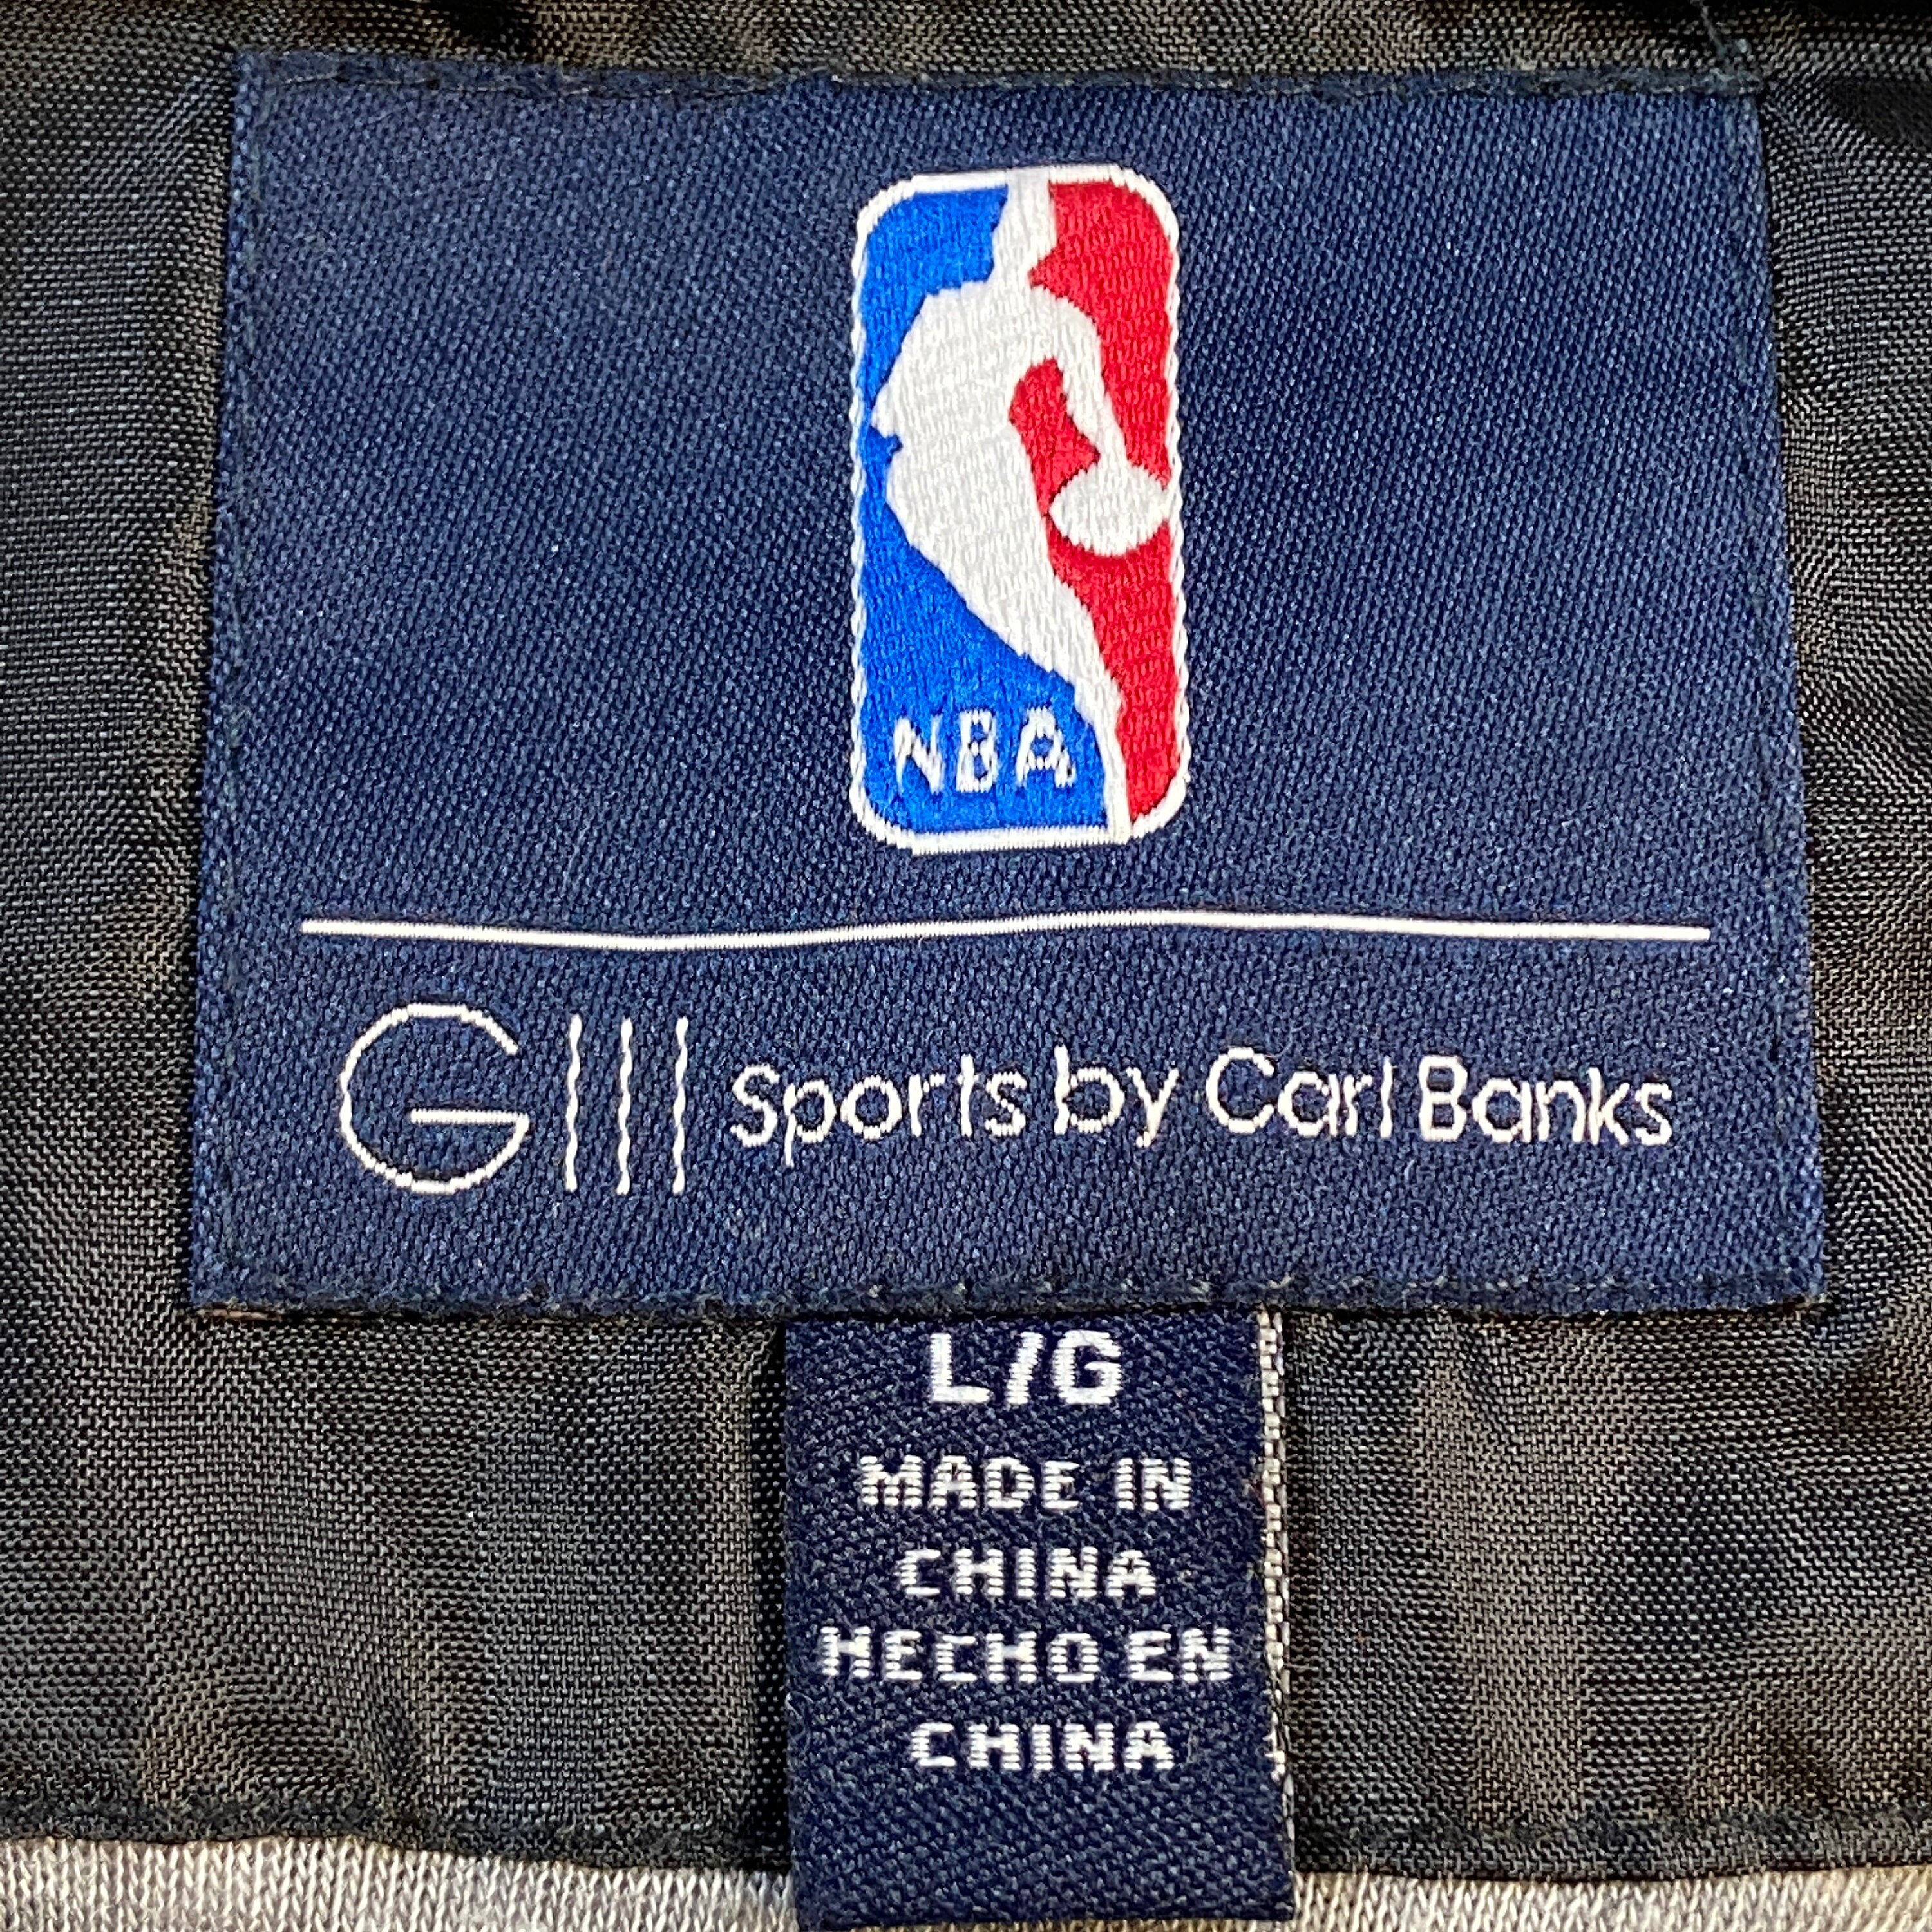 NBA
GIII Sports by Carl Banks
L/G
MADE IN
CHINA
HECHO EN
CHINA